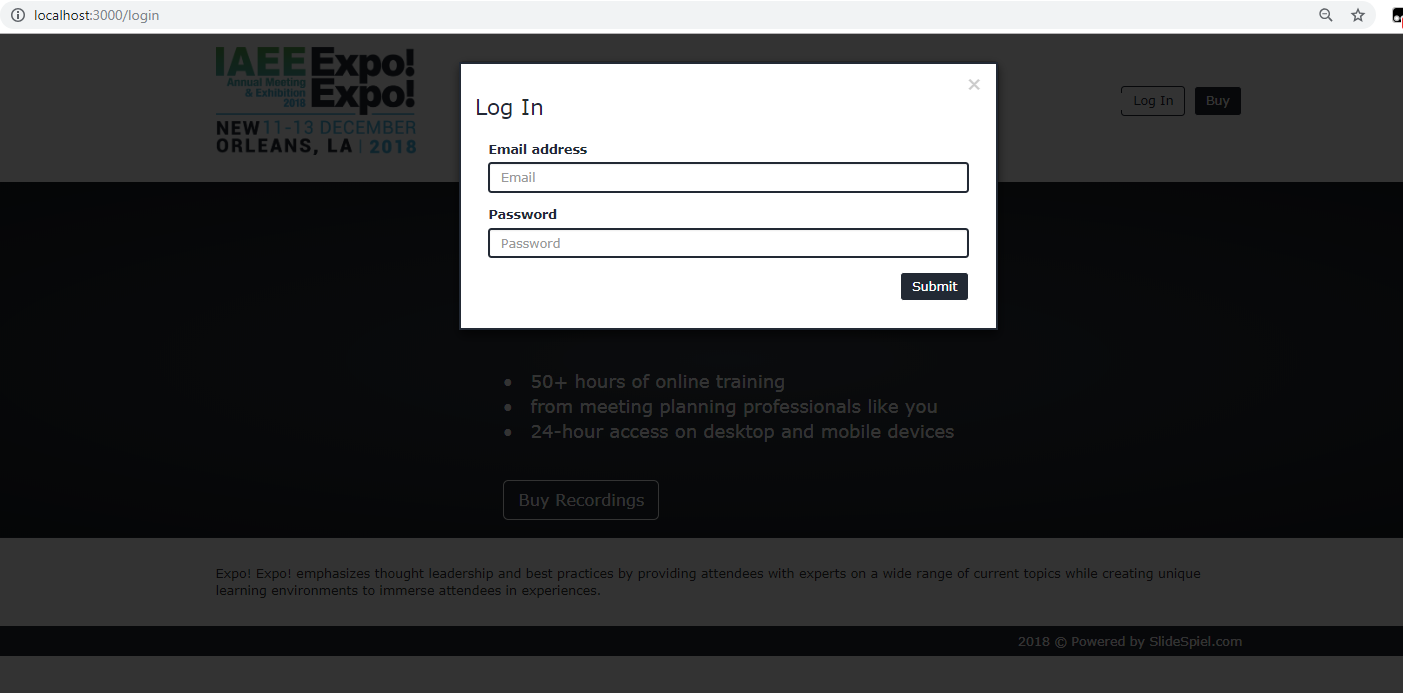 localhost:3000/login
IAEE Expo!
Annual Meeting
& Exhibition
2018
Expo!
NEW 11-13 DECEMBER
ORLEANS, LA | 2018
Log In
Buy
×
Log In
Email address
Email
Password
Password
Submit
• 50+ hours of online training
• from meeting planning professionals like you
• 24-hour access on desktop and mobile devices
Buy Recordings
Expo! Expo! emphasizes thought leadership and best practices by providing attendees with experts on a wide range of current topics while creating unique
learning environments to immerse attendees in experiences.
2018 © Powered by SlideSpiel.com